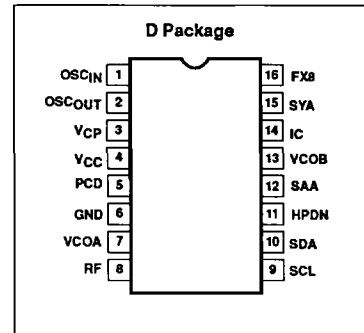 D Package
OSCIN 1 16 FX8
OSCOUT 2 15 SYA
VCP 3 14 IC
VCC 4 13 VCOB
PCD 5 12 SAA
GND 6 11 HPDN
VCOA 7 10 SDA
RF 8 9 SCL